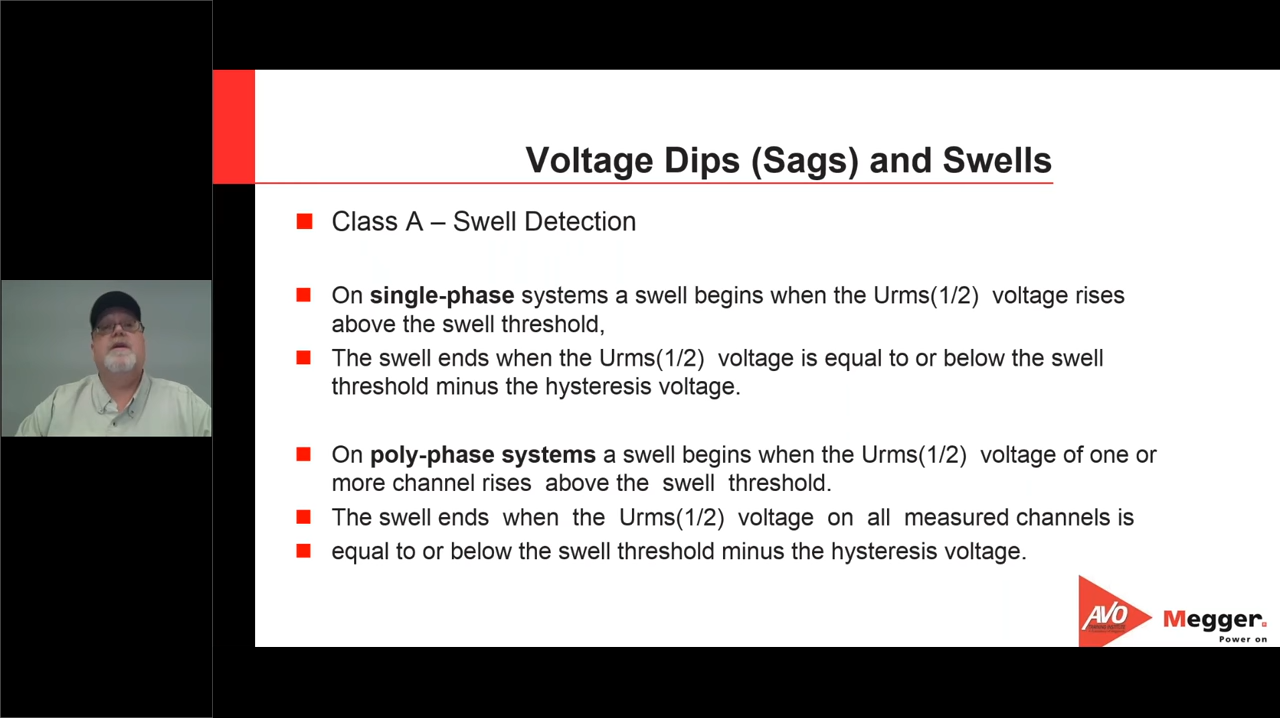 Voltage Dips (Sags) and Swells
Class A – Swell Detection
On single-phase systems a swell begins when the Urms(1/2) voltage rises
above the swell threshold,
The swell ends when the Urms(1/2) voltage is equal to or below the swell
threshold minus the hysteresis voltage.
On poly-phase systems a swell begins when the Urms(1/2) voltage of one or
more channel rises above the swell threshold.
The swell ends when the Urms(1/2) voltage on all measured channels is
equal to or below the swell threshold minus the hysteresis voltage.
AVO
Megger.
Power on